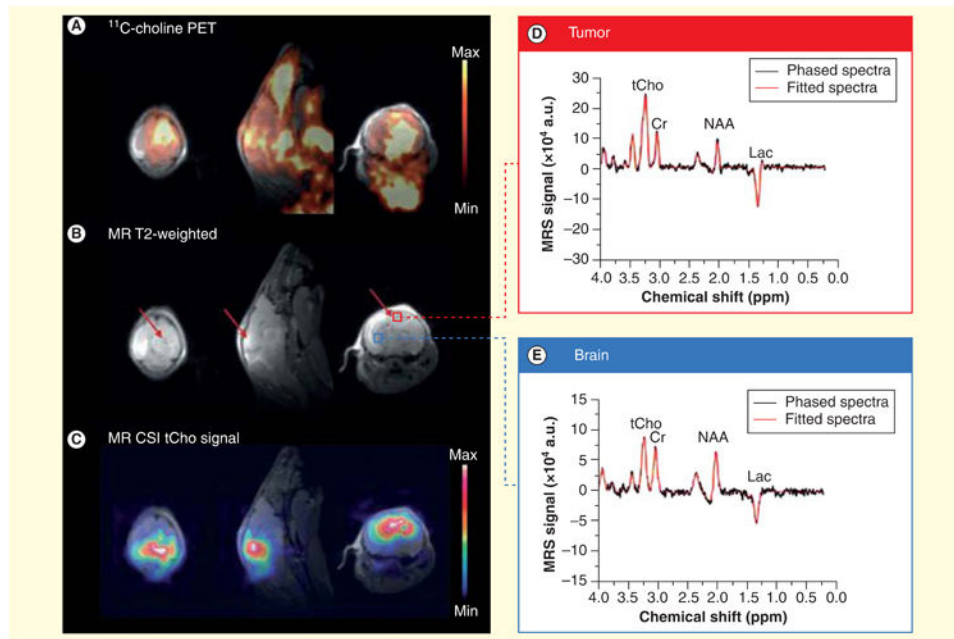 A ¹¹C-choline PET
Max
Min
B MR T2-weighted
C MR CSI tCho signal
Max
Min
D Tumor
Phased spectra
Fitted spectra
tCho
Cr
NAA
Lac
30
20
10
0
–10
–20
–30
MRS signal (×10⁴ a.u.)
4.0 3.5 3.0 2.5 2.0 1.5 1.0 0.5 0.0
Chemical shift (ppm)
E Brain
Phased spectra
Fitted spectra
tCho
Cr
NAA
Lac
15
10
5
0
–5
–10
–15
MRS signal (×10⁴ a.u.)
4.0 3.5 3.0 2.5 2.0 1.5 1.0 0.5 0.0
Chemical shift (ppm)